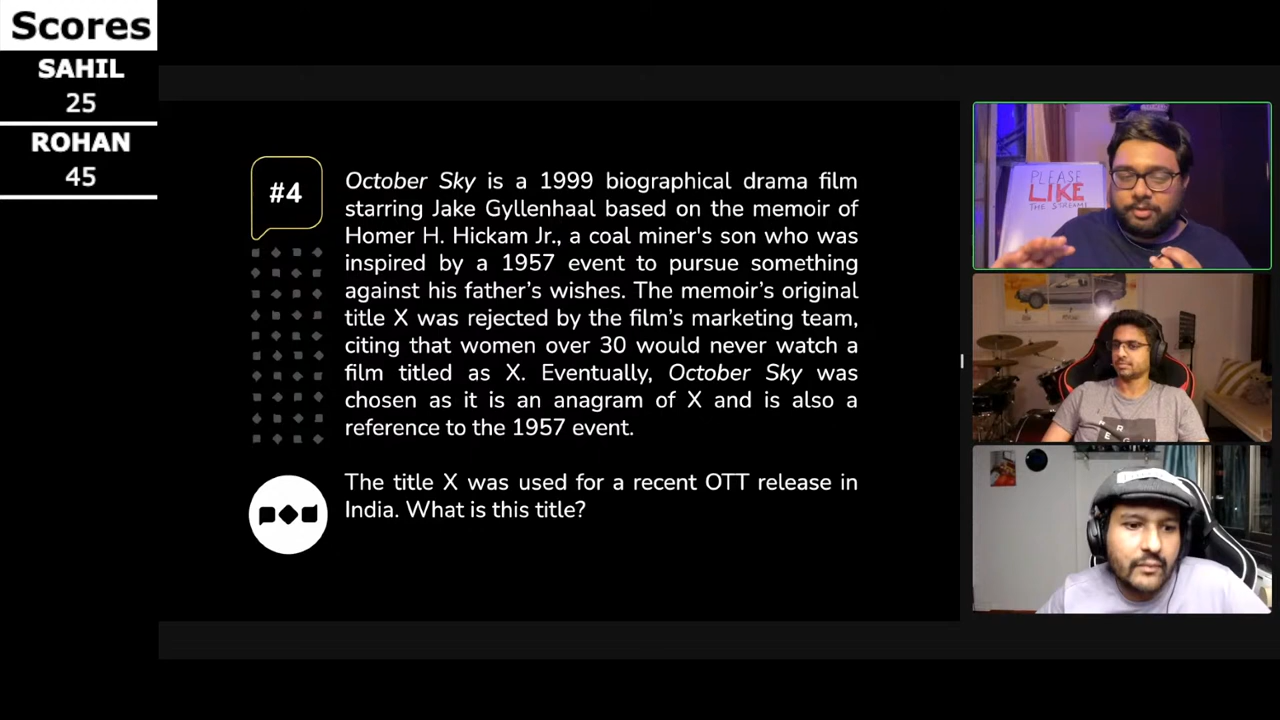 Scores
SAHIL
25
ROHAN
45
#4
October Sky is a 1999 biographical drama film
starring Jake Gyllenhaal based on the memoir of
Homer H. Hickam Jr., a coal miner's son who was
inspired by a 1957 event to pursue something
against his father's wishes. The memoir's original
title X was rejected by the film's marketing team,
citing that women over 30 would never watch a
film titled as X. Eventually, October Sky was
chosen as it is an anagram of X and is also a
reference to the 1957 event.
The title X was used for a recent OTT release in
India. What is this title?
PLEASE
LIKE
THE STREAM!